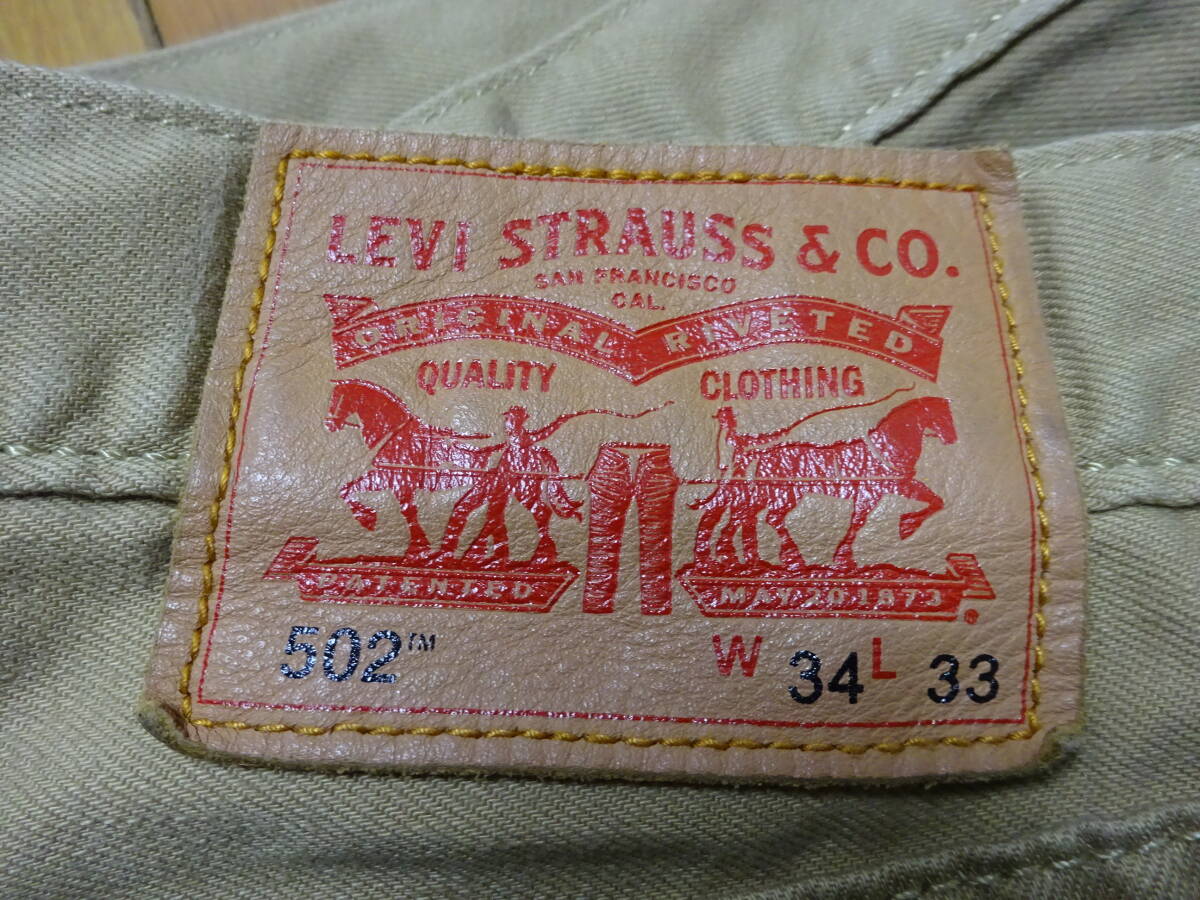 LEVI STRAUSS & CO.
SAN FRANCISCO
CAL.
ORIGINAL RIVETED
QUALITY CLOTHING
PATENTED MAY 20 1873 ®
502™ W 34 L 33